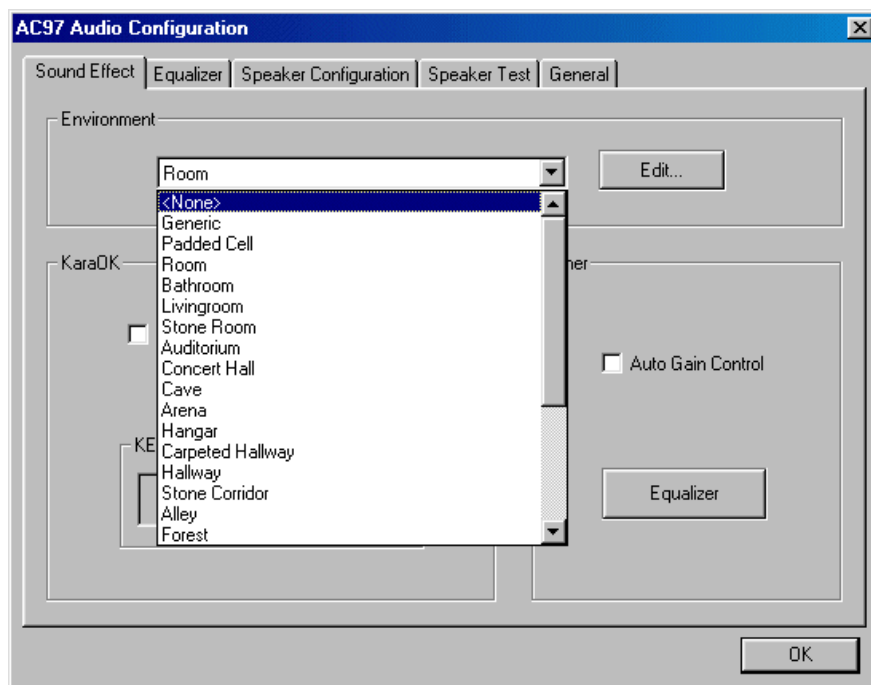 AC97 Audio Configuration
Sound Effect Equalizer Speaker Configuration Speaker Test General
Environment
Room Edit...
<None>
Generic
Padded Cell
KaraOK Room
Bathroom
Livingroom
Stone Room
Auditorium
Auto Gain Control
Concert Hall
Cave
Arena
Hangar
Carpeted Hallway
Hallway
Stone Corridor Equalizer
Alley
Forest
OK